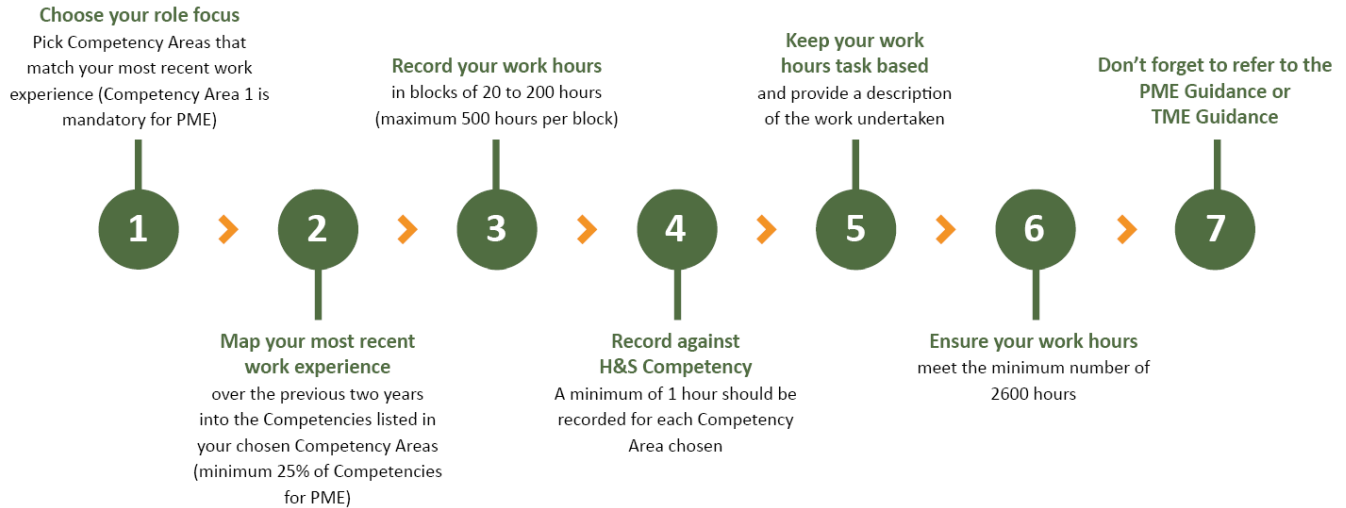 Choose your role focus
Pick Competency Areas that
match your most recent work
experience (Competency Area 1 is
mandatory for PME)
1
2
Map your most recent
work experience
over the previous two years
into the Competencies listed in
your chosen Competency Areas
(minimum 25% of Competencies
for PME)
Record your work hours
in blocks of 20 to 200 hours
(maximum 500 hours per block)
3
4
Record against
H&S Competency
A minimum of 1 hour should be
recorded for each Competency
Area chosen
Keep your work
hours task based
and provide a description
of the work undertaken
5
6
Ensure your work hours
meet the minimum number of
2600 hours
Don’t forget to refer to the
PME Guidance or
TME Guidance
7